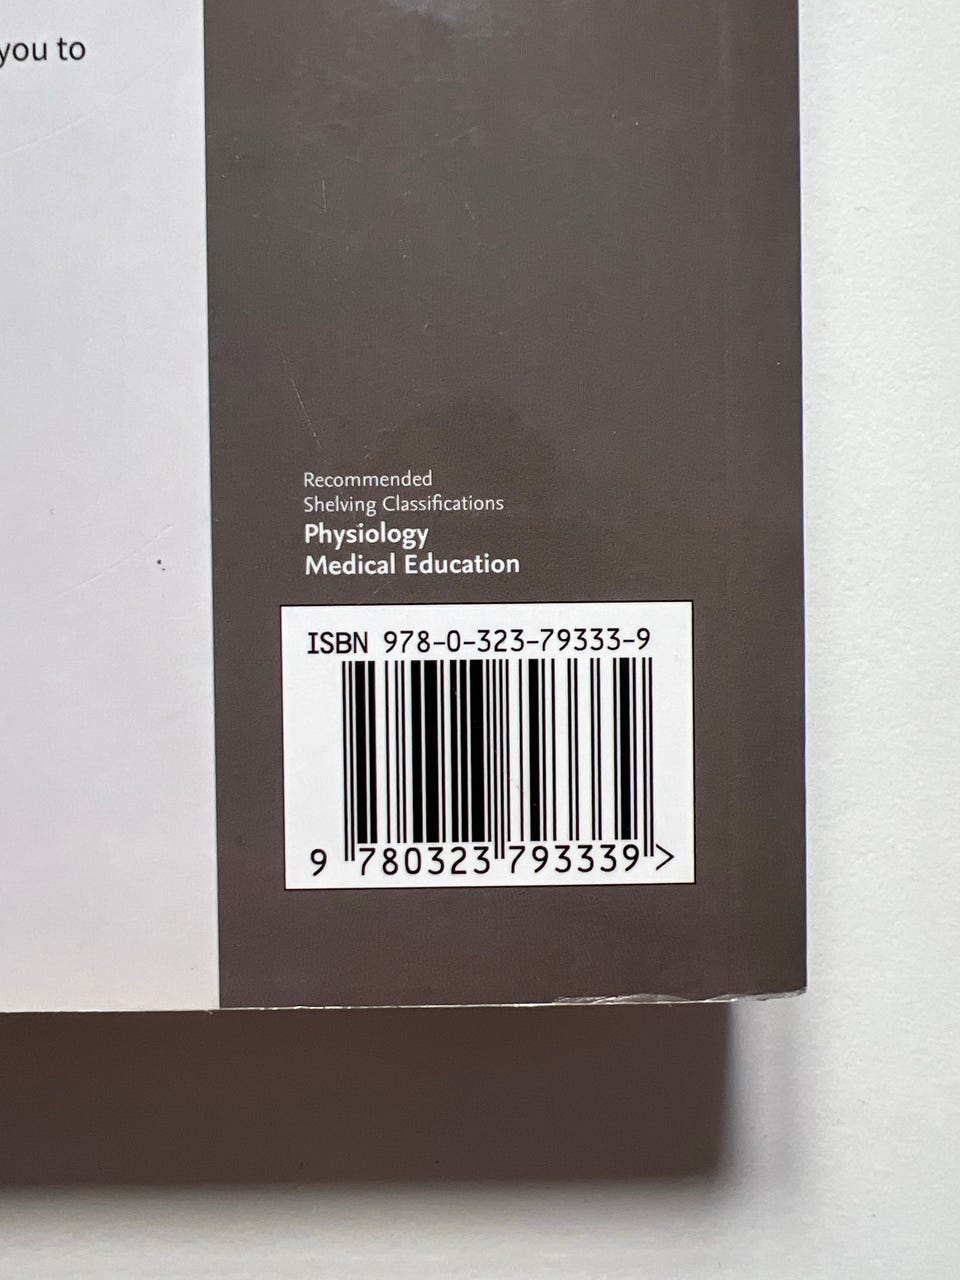 you to
Recommended
Shelving Classifications
Physiology
Medical Education
ISBN 978-0-323-79333-9
9 780323 793339 >